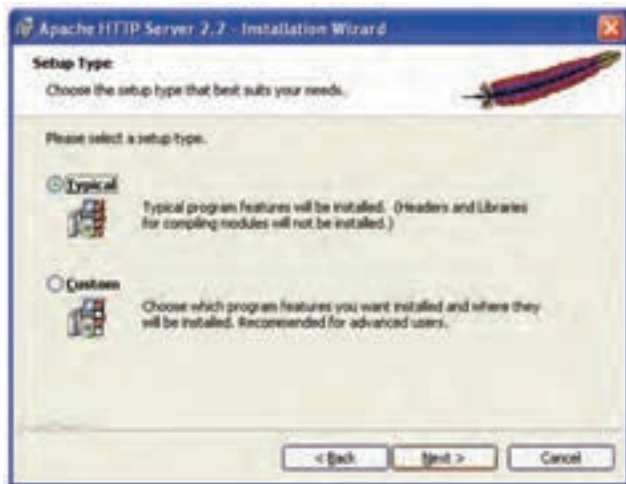 Apache HTTP Server 2.2 - Installation Wizard
Setup Type
Choose the setup type that best suits your needs.
Please select a setup type.
Typical
Typical program features will be installed. (Headers and Libraries
for compiling modules will not be installed.)
Custom
Choose which program features you want installed and where they
will be installed. Recommended for advanced users.
< Back
Next >
Cancel